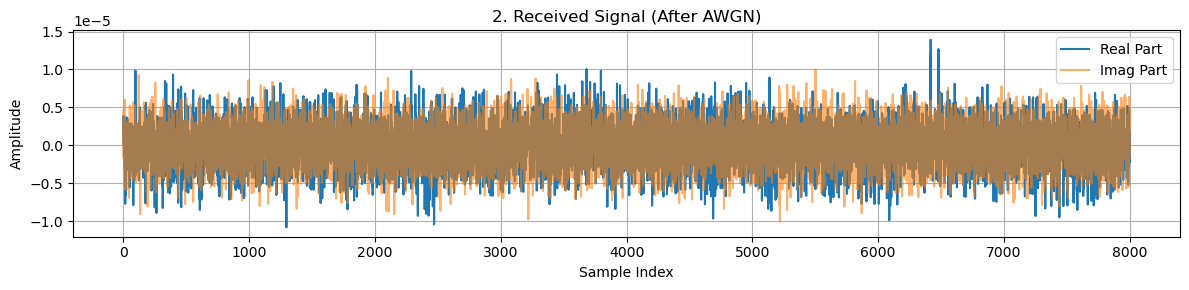 2. Received Signal (After AWGN)
1e−5
1.5
1.0
0.5
0.0
−0.5
−1.0
Amplitude
Real Part
Imag Part
0 1000 2000 3000 4000 5000 6000 7000 8000
Sample Index